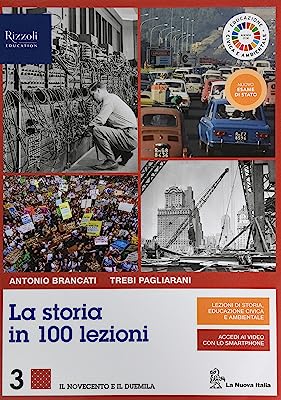 Rizzoli
EDUCATION
EDUCAZIONE
CIVICA E AMBIENTALE
NUOVO
ESAME
DI STATO
ANTONIO BRANCATI
TREBI PAGLIARANI
La storia
in 100 lezioni
LEZIONI DI STORIA,
EDUCAZIONE CIVICA
E AMBIENTALE
ACCEDI AI VIDEO
CON LO SMARTPHONE
3
IL NOVECENTO E IL DUEMILA
La Nuova Italia